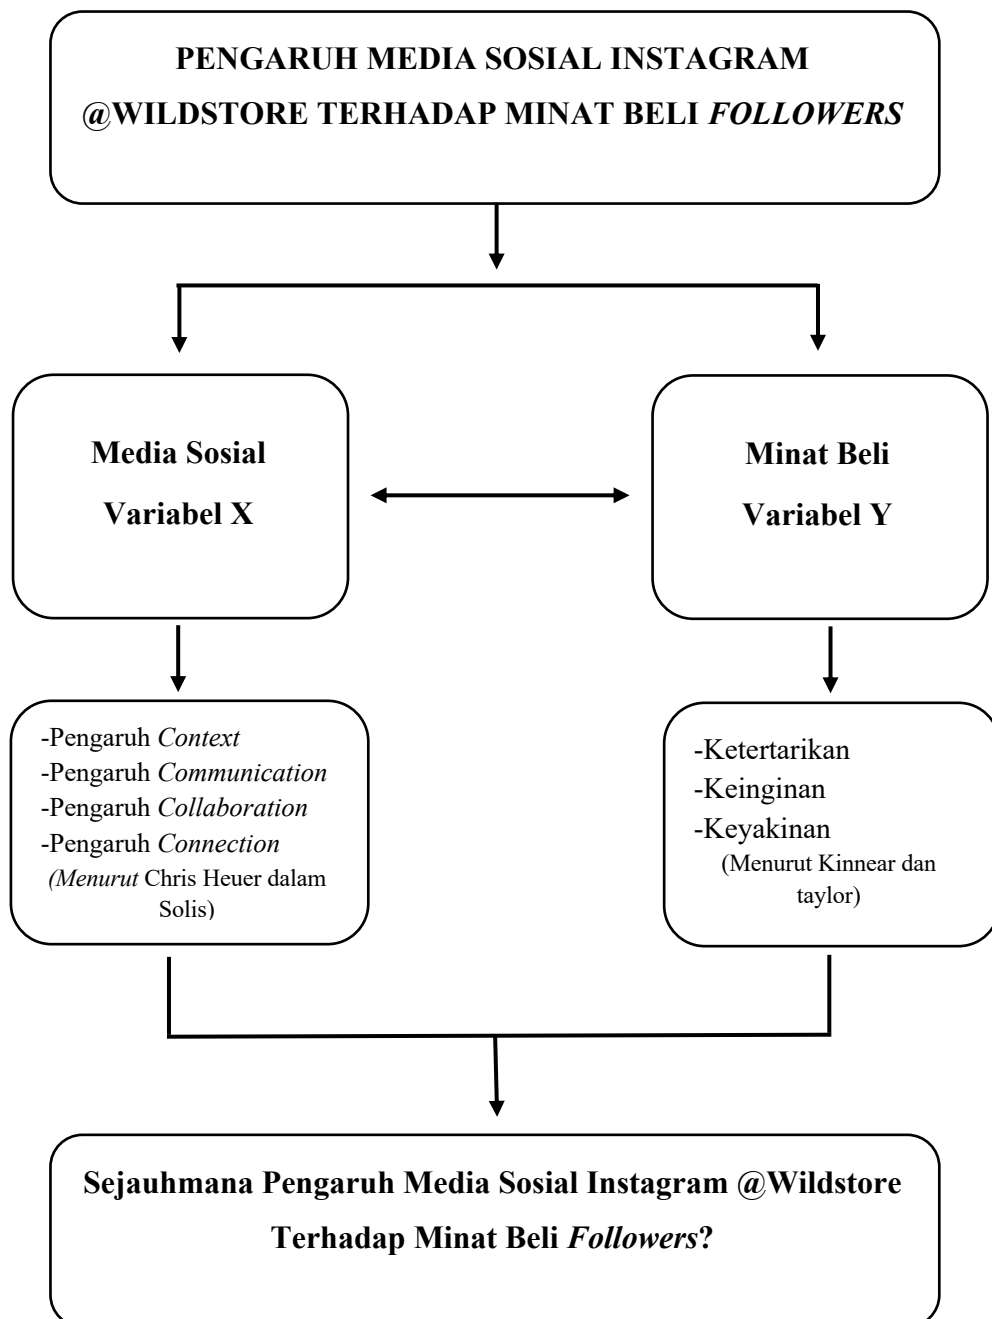 PENGARUH MEDIA SOSIAL INSTAGRAM
@WILDSTORE TERHADAP MINAT BELI FOLLOWERS
Media Sosial
Variabel X
Minat Beli
Variabel Y
-Pengaruh Context
-Pengaruh Communication
-Pengaruh Collaboration
-Pengaruh Connection
(Menurut Chris Heuer dalam
Solis)
-Ketertarikan
-Keinginan
-Keyakinan
(Menurut Kinnear dan
taylor)
Sejauhmana Pengaruh Media Sosial Instagram @Wildstore
Terhadap Minat Beli Followers?